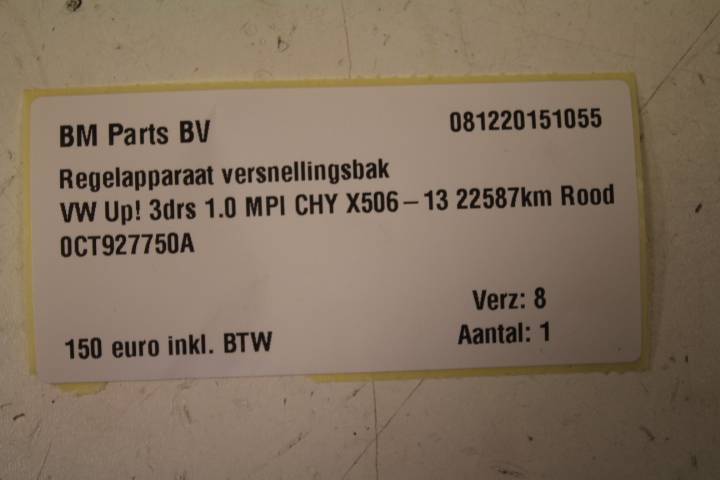 BM Parts BV 081220151055
Regelapparaat versnellingsbak
VW Up! 3drs 1.0 MPI CHY X506-13 22587km Rood
0CT927750A
Verz: 8
150 euro inkl. BTW Aantal: 1